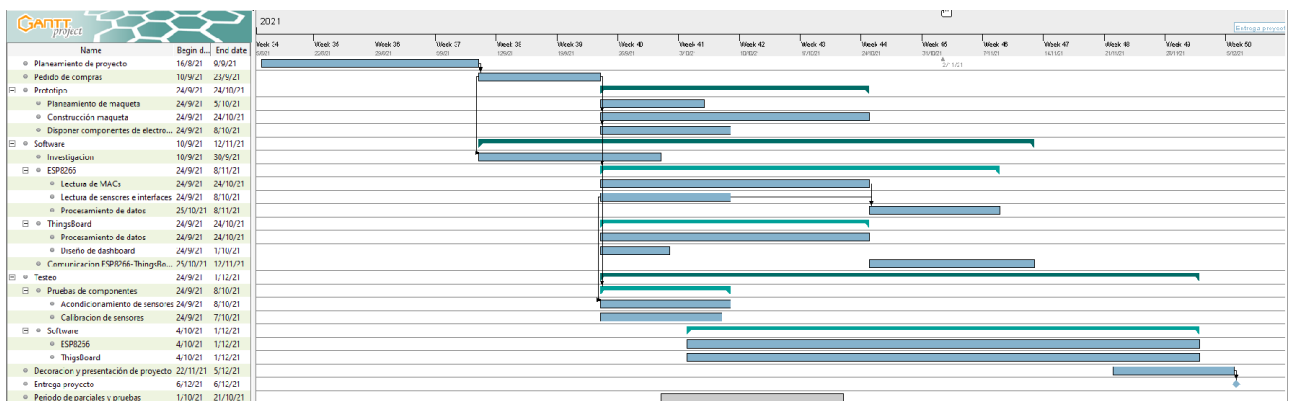 GANTT
project
2021
Entrega proyecto
Name Begin d... End date
Week 34 Week 35 Week 36 Week 37 Week 38 Week 39 Week 40 Week 41 Week 42 Week 43 Week 44 Week 45 Week 46 Week 47 Week 48 Week 49 Week 50
Planeamiento de proyecto 16/8/21 9/9/21
Pedido de compras 10/9/21 23/9/21
Prototipo 24/9/21 24/10/21
Planeamiento de maqueta 24/9/21 5/10/21
Construcción maqueta 24/9/21 24/10/21
Disponer componentes de electro... 24/9/21 8/10/21
Software 10/9/21 12/11/21
Investigacion 10/9/21 30/9/21
ESP8266 24/9/21 8/11/21
Lectura de MACs 24/9/21 24/10/21
Lectura de sensores e interfaces 24/9/21 8/10/21
Procesamiento de datos 25/10/21 8/11/21
ThingsBoard 24/9/21 24/10/21
Procesamiento de datos 24/9/21 24/10/21
Diseño de dashboard 24/9/21 1/10/21
Comunicacion ESP8266-ThingsBo... 25/10/21 12/11/21
Testeo 24/9/21 1/12/21
Pruebas de componentes 24/9/21 8/10/21
Acondicionamiento de sensores 24/9/21 8/10/21
Calibracion de sensores 24/9/21 7/10/21
Software 4/10/21 1/12/21
ESP8266 4/10/21 1/12/21
ThigsBoard 4/10/21 1/12/21
Decoracion y presentación de proyecto 22/11/21 5/12/21
Entrega proyecto 6/12/21 6/12/21
Periodo de parciales y pruebas 1/10/21 21/10/21